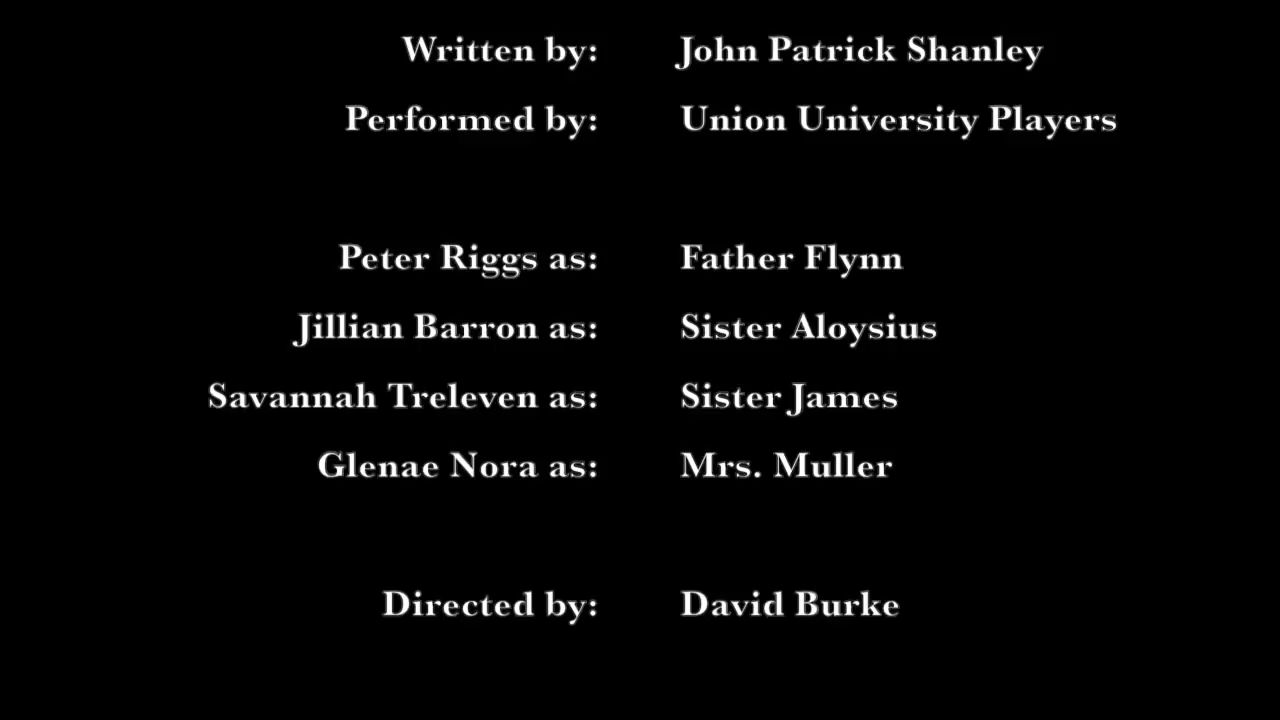 Written by: John Patrick Shanley
Performed by: Union University Players
Peter Riggs as: Father Flynn
Jillian Barron as: Sister Aloysius
Savannah Treleven as: Sister James
Glenae Nora as: Mrs. Muller
Directed by: David Burke